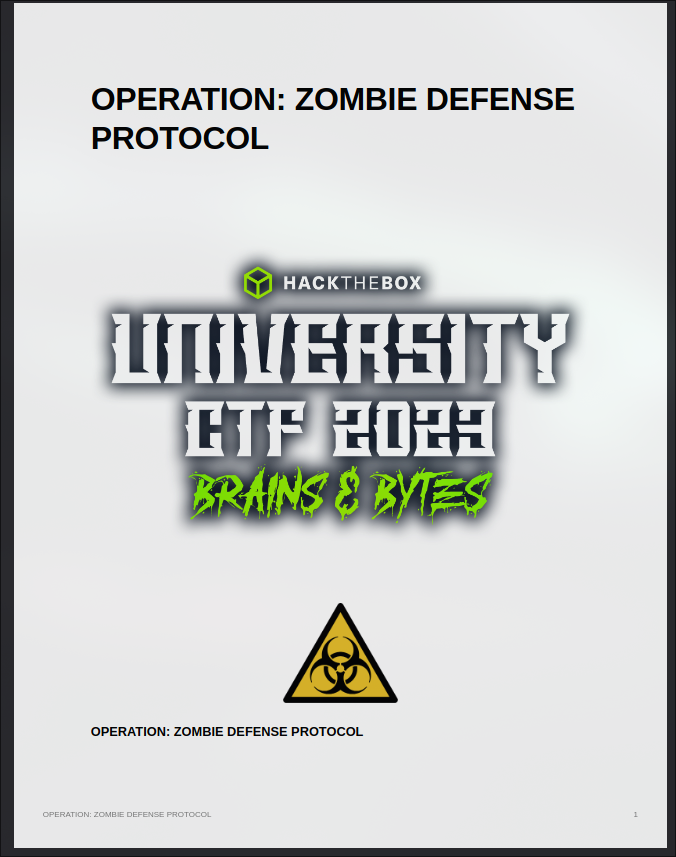 OPERATION: ZOMBIE DEFENSE
PROTOCOL
HACKTHEBOX
UNIVERSITY
CTF 2023
BRAINS & BYTES
OPERATION: ZOMBIE DEFENSE PROTOCOL
OPERATION: ZOMBIE DEFENSE PROTOCOL 1